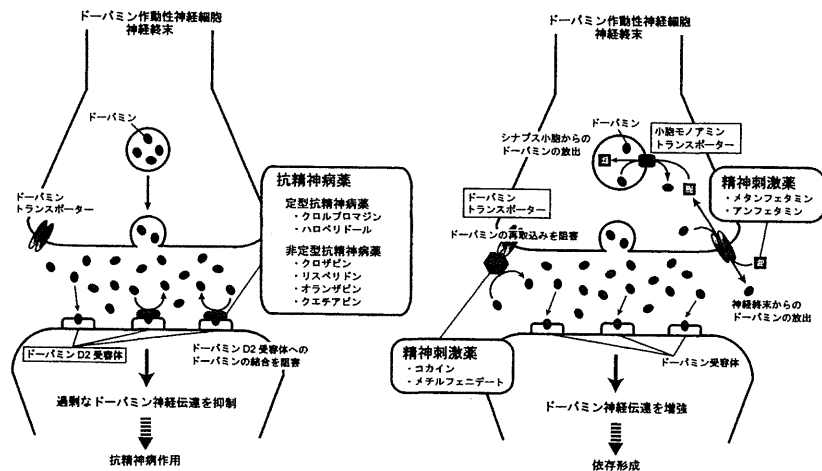 ドーパミン作動性神経細胞
神経終末
ドーパミン
ドーパミン
トランスポーター
抗精神病薬
定型抗精神病薬
・クロルプロマジン
・ハロペリドール
非定型抗精神病薬
・クロザピン
・リスペリドン
・オランザピン
・クエチアピン
ドーパミン D2 受容体
ドーパミン D2 受容体への
ドーパミンの結合を阻害
過剰なドーパミン神経伝達を抑制
抗精神病作用
ドーパミン作動性神経細胞
神経終末
ドーパミン
シナプス小胞からの
ドーパミンの放出
小胞モノアミン
トランスポーター
精神刺激薬
・メタンフェタミン
・アンフェタミン
ドーパミン
トランスポーター
ドーパミンの再取込みを阻害
神経終末からの
ドーパミンの放出
精神刺激薬
・コカイン
・メチルフェニデート
ドーパミン受容体
ドーパミン神経伝達を増強
依存形成